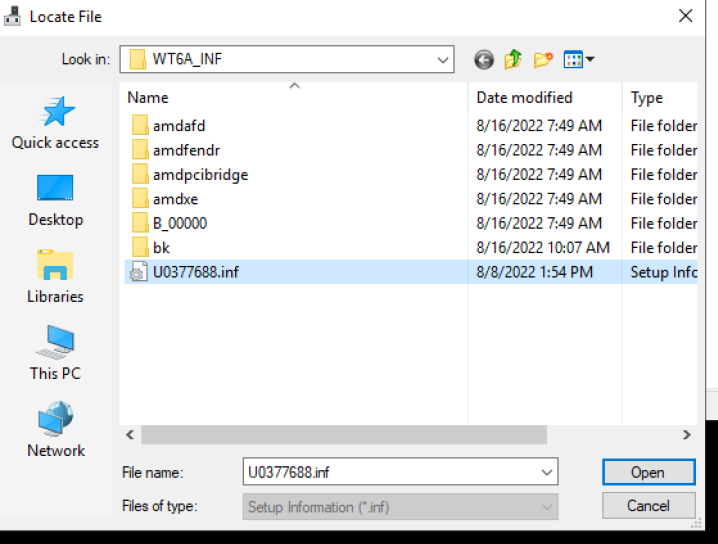 Locate File
Look in: WT6A_INF
Name Date modified Type
amdafd 8/16/2022 7:49 AM File folder
amdfendr 8/16/2022 7:49 AM File folder
amdpcibridge 8/16/2022 7:49 AM File folder
amdxe 8/16/2022 7:49 AM File folder
B_00000 8/16/2022 7:49 AM File folder
bk 8/16/2022 10:07 AM File folder
U0377688.inf 8/8/2022 1:54 PM Setup Info
Quick access
Desktop
Libraries
This PC
Network
File name: U0377688.inf Open
Files of type: Setup Information (*.inf) Cancel